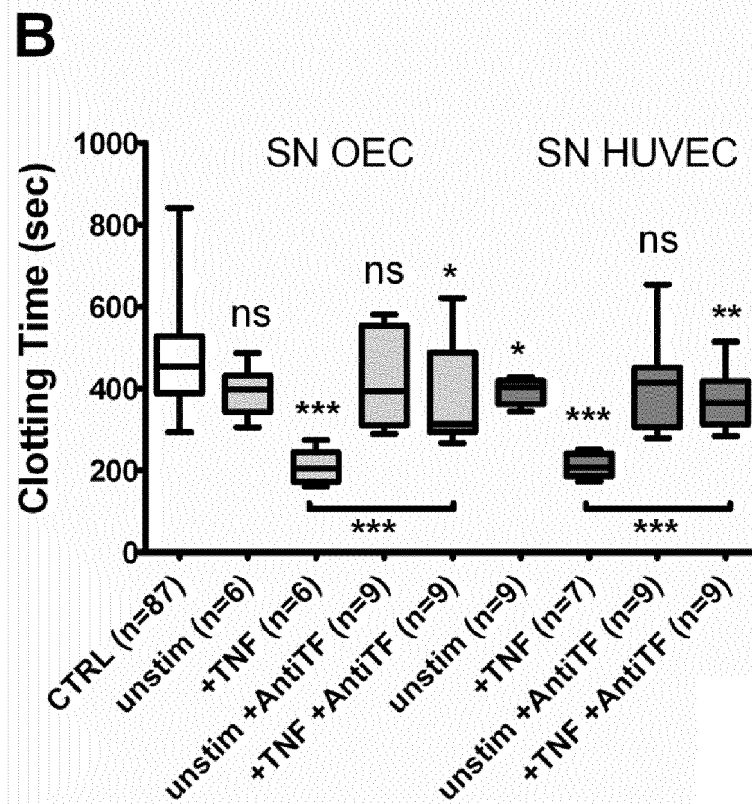 B
SN OEC
SN HUVEC
Clotting Time (sec)
1000
800
600
400
200
0
ns
***
ns
*
*
***
ns
**
***
***
CTRL (n=87)
unstim (n=6)
+TNF (n=6)
unstim +AntiTF (n=9)
+TNF +AntiTF (n=9)
unstim (n=9)
+TNF (n=7)
unstim +AntiTF (n=9)
+TNF +AntiTF (n=9)